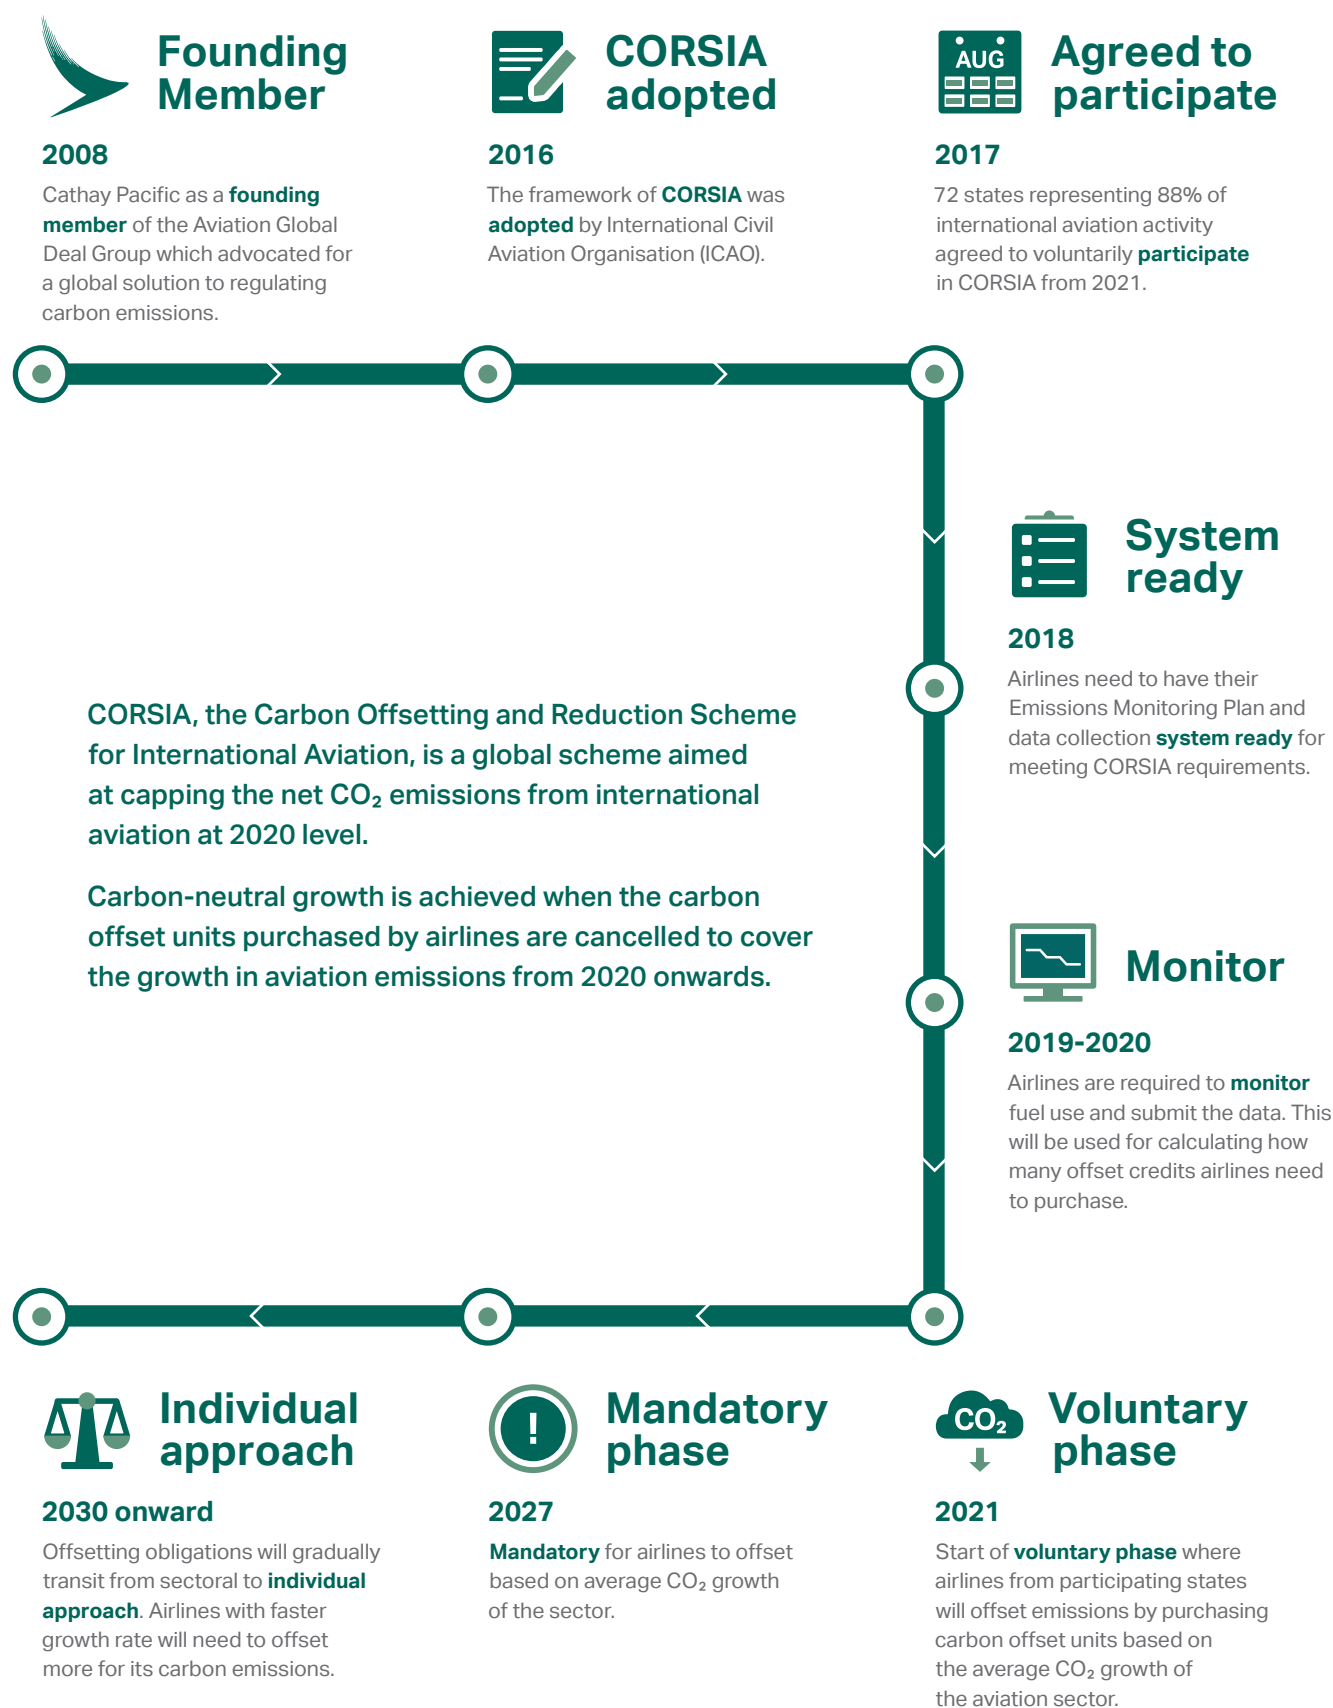 Founding
Member
2008
Cathay Pacific as a founding
member of the Aviation Global
Deal Group which advocated for
a global solution to regulating
carbon emissions.
CORSIA
adopted
2016
The framework of CORSIA was
adopted by International Civil
Aviation Organisation (ICAO).
AUG
Agreed to
participate
2017
72 states representing 88% of
international aviation activity
agreed to voluntarily participate
in CORSIA from 2021.
System
ready
2018
Airlines need to have their
Emissions Monitoring Plan and
data collection system ready for
meeting CORSIA requirements.
CORSIA, the Carbon Offsetting and Reduction Scheme
for International Aviation, is a global scheme aimed
at capping the net CO₂ emissions from international
aviation at 2020 level.
Carbon-neutral growth is achieved when the carbon
offset units purchased by airlines are cancelled to cover
the growth in aviation emissions from 2020 onwards.
Monitor
2019-2020
Airlines are required to monitor
fuel use and submit the data. This
will be used for calculating how
many offset credits airlines need
to purchase.
CO₂
Voluntary
phase
2021
Start of voluntary phase where
airlines from participating states
will offset emissions by purchasing
carbon offset units based on
the average CO₂ growth of
the aviation sector.
!
Mandatory
phase
2027
Mandatory for airlines to offset
based on average CO₂ growth
of the sector.
Individual
approach
2030 onward
Offsetting obligations will gradually
transit from sectoral to individual
approach. Airlines with faster
growth rate will need to offset
more for its carbon emissions.